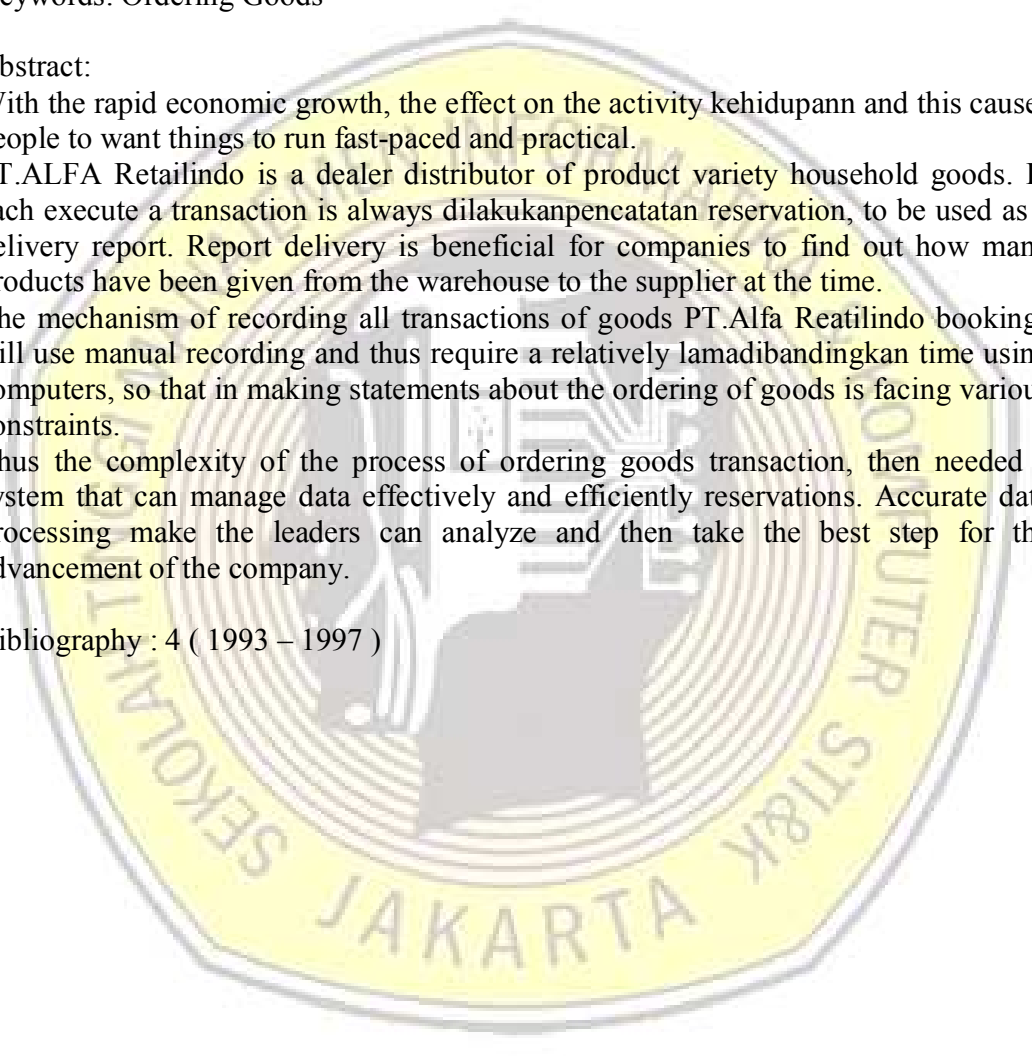 eywords: Ordering Goods
bstract:
ith the rapid economic growth, the effect on the activity kehidupann and this cause
eople to want things to run fast-paced and practical.
T.ALFA Retailindo is a dealer distributor of product variety household goods.
ach execute a transaction is always dilakukanpencatatan reservation, to be used as
elivery report. Report delivery is beneficial for companies to find out how man
roducts have been given from the warehouse to the supplier at the time.
he mechanism of recording all transactions of goods PT.Alfa Reatilindo booking
ill use manual recording and thus require a relatively lamadibandingkan time usin
omputers, so that in making statements about the ordering of goods is facing variou
onstraints.
hus the complexity of the process of ordering goods transaction, then needed
ystem that can manage data effectively and efficiently reservations. Accurate dat
rocessing make the leaders can analyze and then take the best step for th
dvancement of the company.
ibliography : 4 ( 1993 – 1997 )
SEKOLAH TINGGI MANAJEMEN INFORMATIKA & KOMPUTER STI&K
JAKARTA